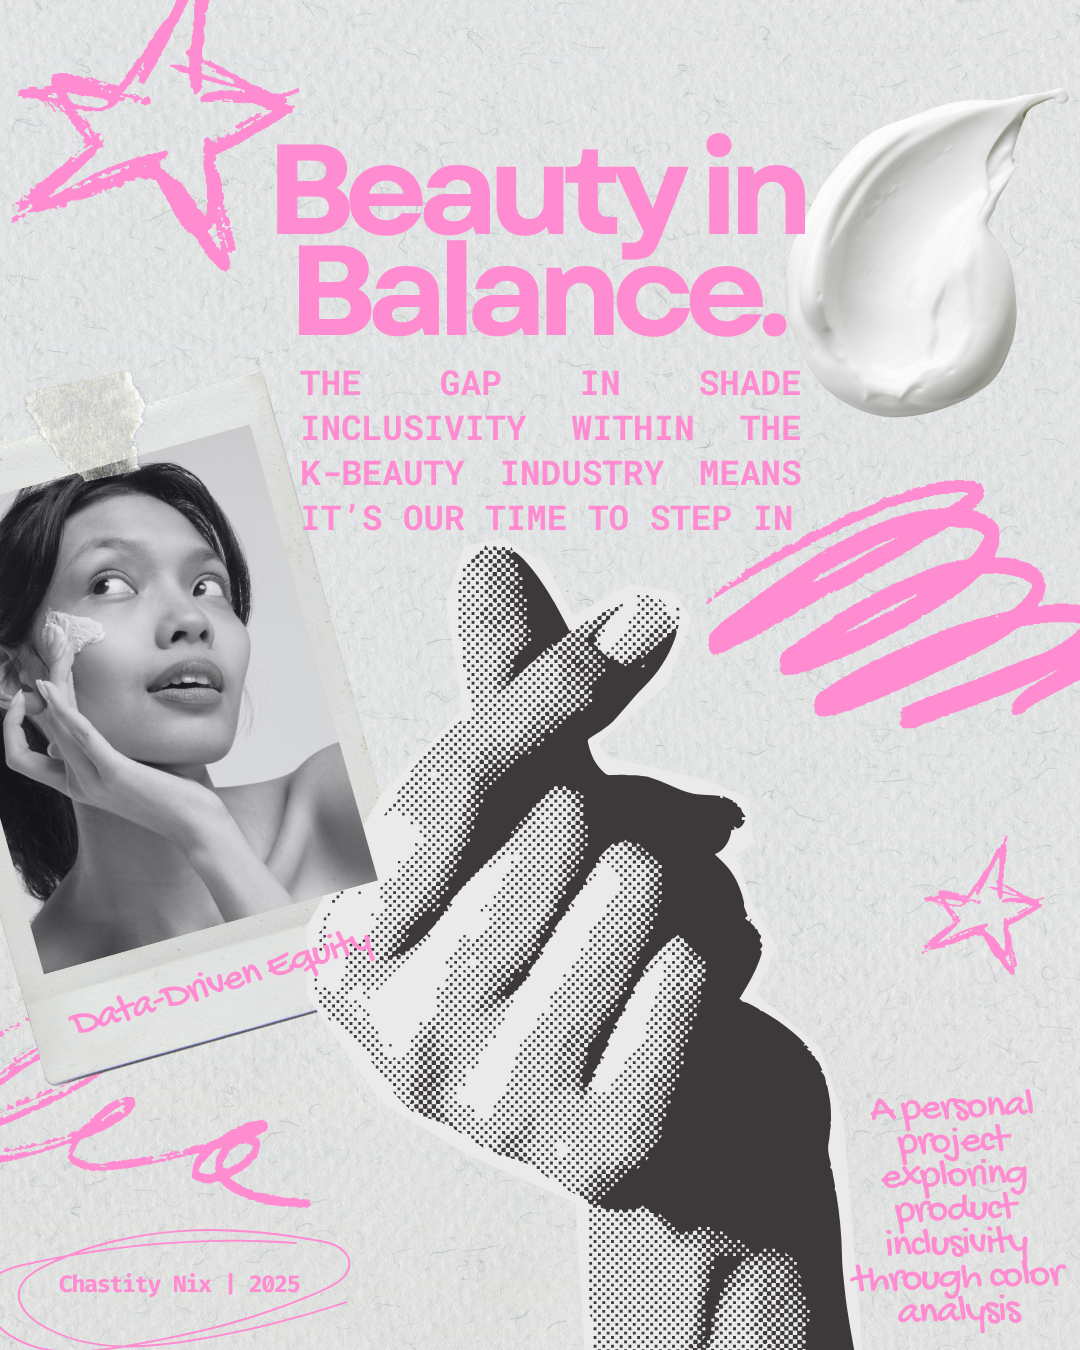 Beauty in
Balance.
THE GAP IN SHADE
INCLUSIVITY WITHIN THE
K-BEAUTY INDUSTRY MEANS
IT’S OUR TIME TO STEP IN
Data-Driven Equity
A personal
project
exploring
product
inclusivity
through color
analysis
Chastity Nix | 2025